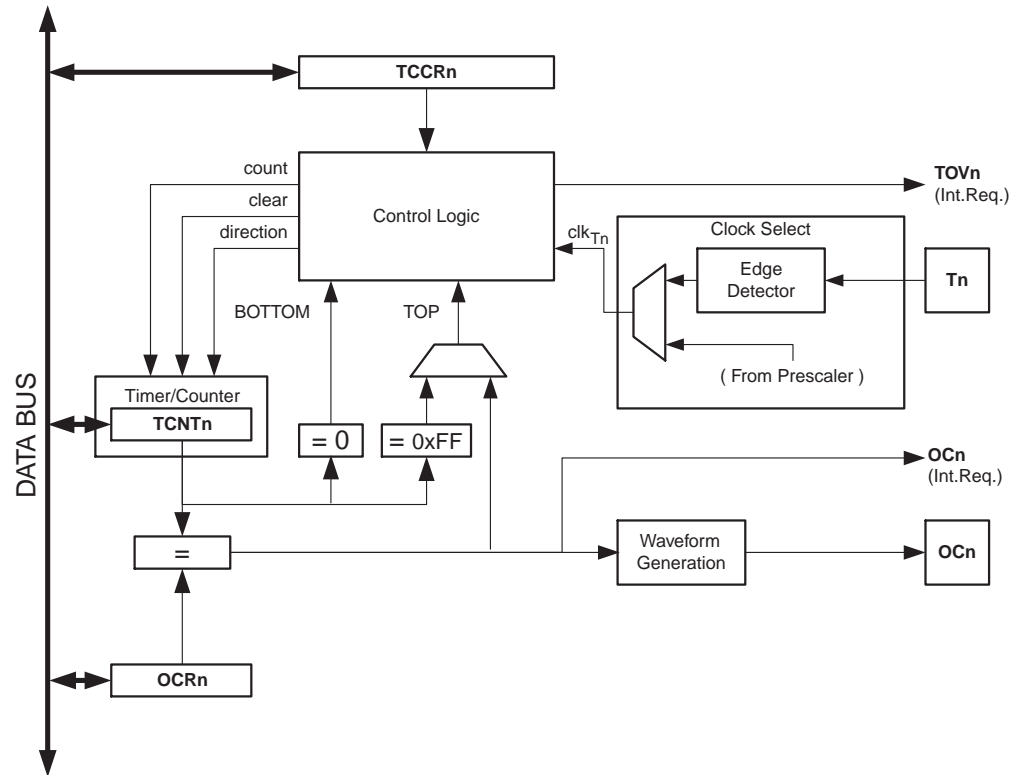 TCCRn
count
clear
direction
Control Logic
TOVn
(Int.Req.)
clkTn
Clock Select
Edge
Detector
Tn
( From Prescaler )
BOTTOM
TOP
DATA BUS
Timer/Counter
TCNTn
= 0
= 0xFF
OCn
(Int.Req.)
=
Waveform
Generation
OCn
OCRn